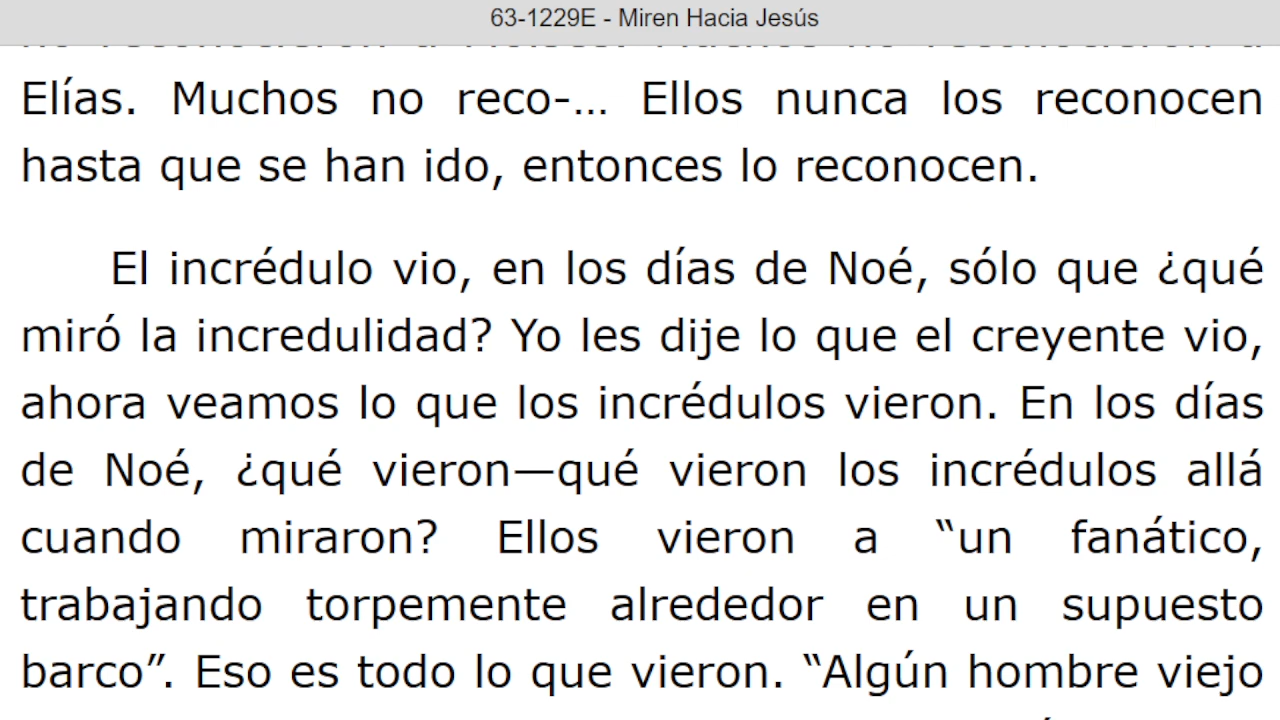 63-1229E - Miren Hacia Jesús
Elías. Muchos no reco-... Ellos nunca los reconocen
hasta que se han ido, entonces lo reconocen.
El incrédulo vio, en los días de Noé, sólo que ¿qué
miró la incredulidad? Yo les dije lo que el creyente vio,
ahora veamos lo que los incrédulos vieron. En los días
de Noé, ¿qué vieron—qué vieron los incrédulos allá
cuando miraron? Ellos vieron a “un fanático,
trabajando torpemente alrededor en un supuesto
barco”. Eso es todo lo que vieron. “Algún hombre viejo